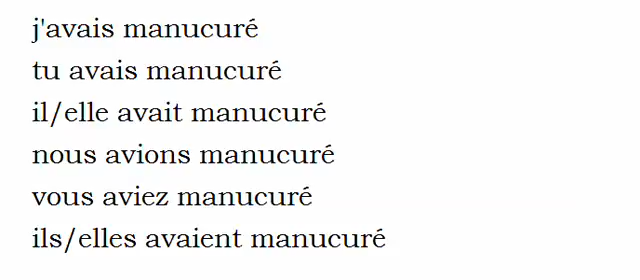 j'avais manucuré
tu avais manucuré
il/elle avait manucuré
nous avions manucuré
vous aviez manucuré
ils/elles avaient manucuré